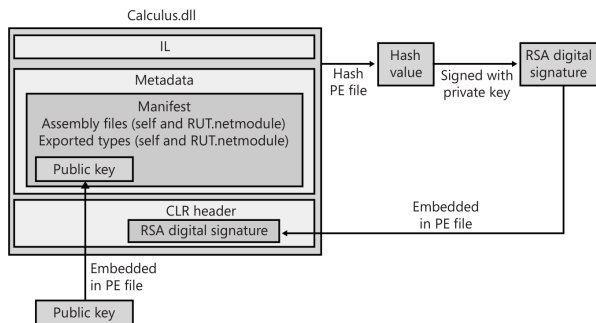 Calculus.dll
IL
Metadata
Manifest
Assembly files (self and RUT.netmodule)
Exported types (self and RUT.netmodule)
Public key
CLR header
RSA digital signature
Hash
PE file
Hash
value
Signed with
private key
RSA digital
signature
Embedded
in PE file
Embedded
in PE file
Public key